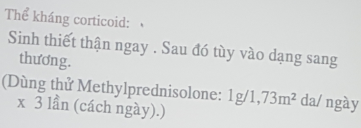 Thể kháng corticoid:
Sinh thiết thận ngay . Sau đó tùy vào dạng sang
thương.
(Dùng thử Methylprednisolone: 1g/1,73m² da/ ngày
x 3 lần (cách ngày).)